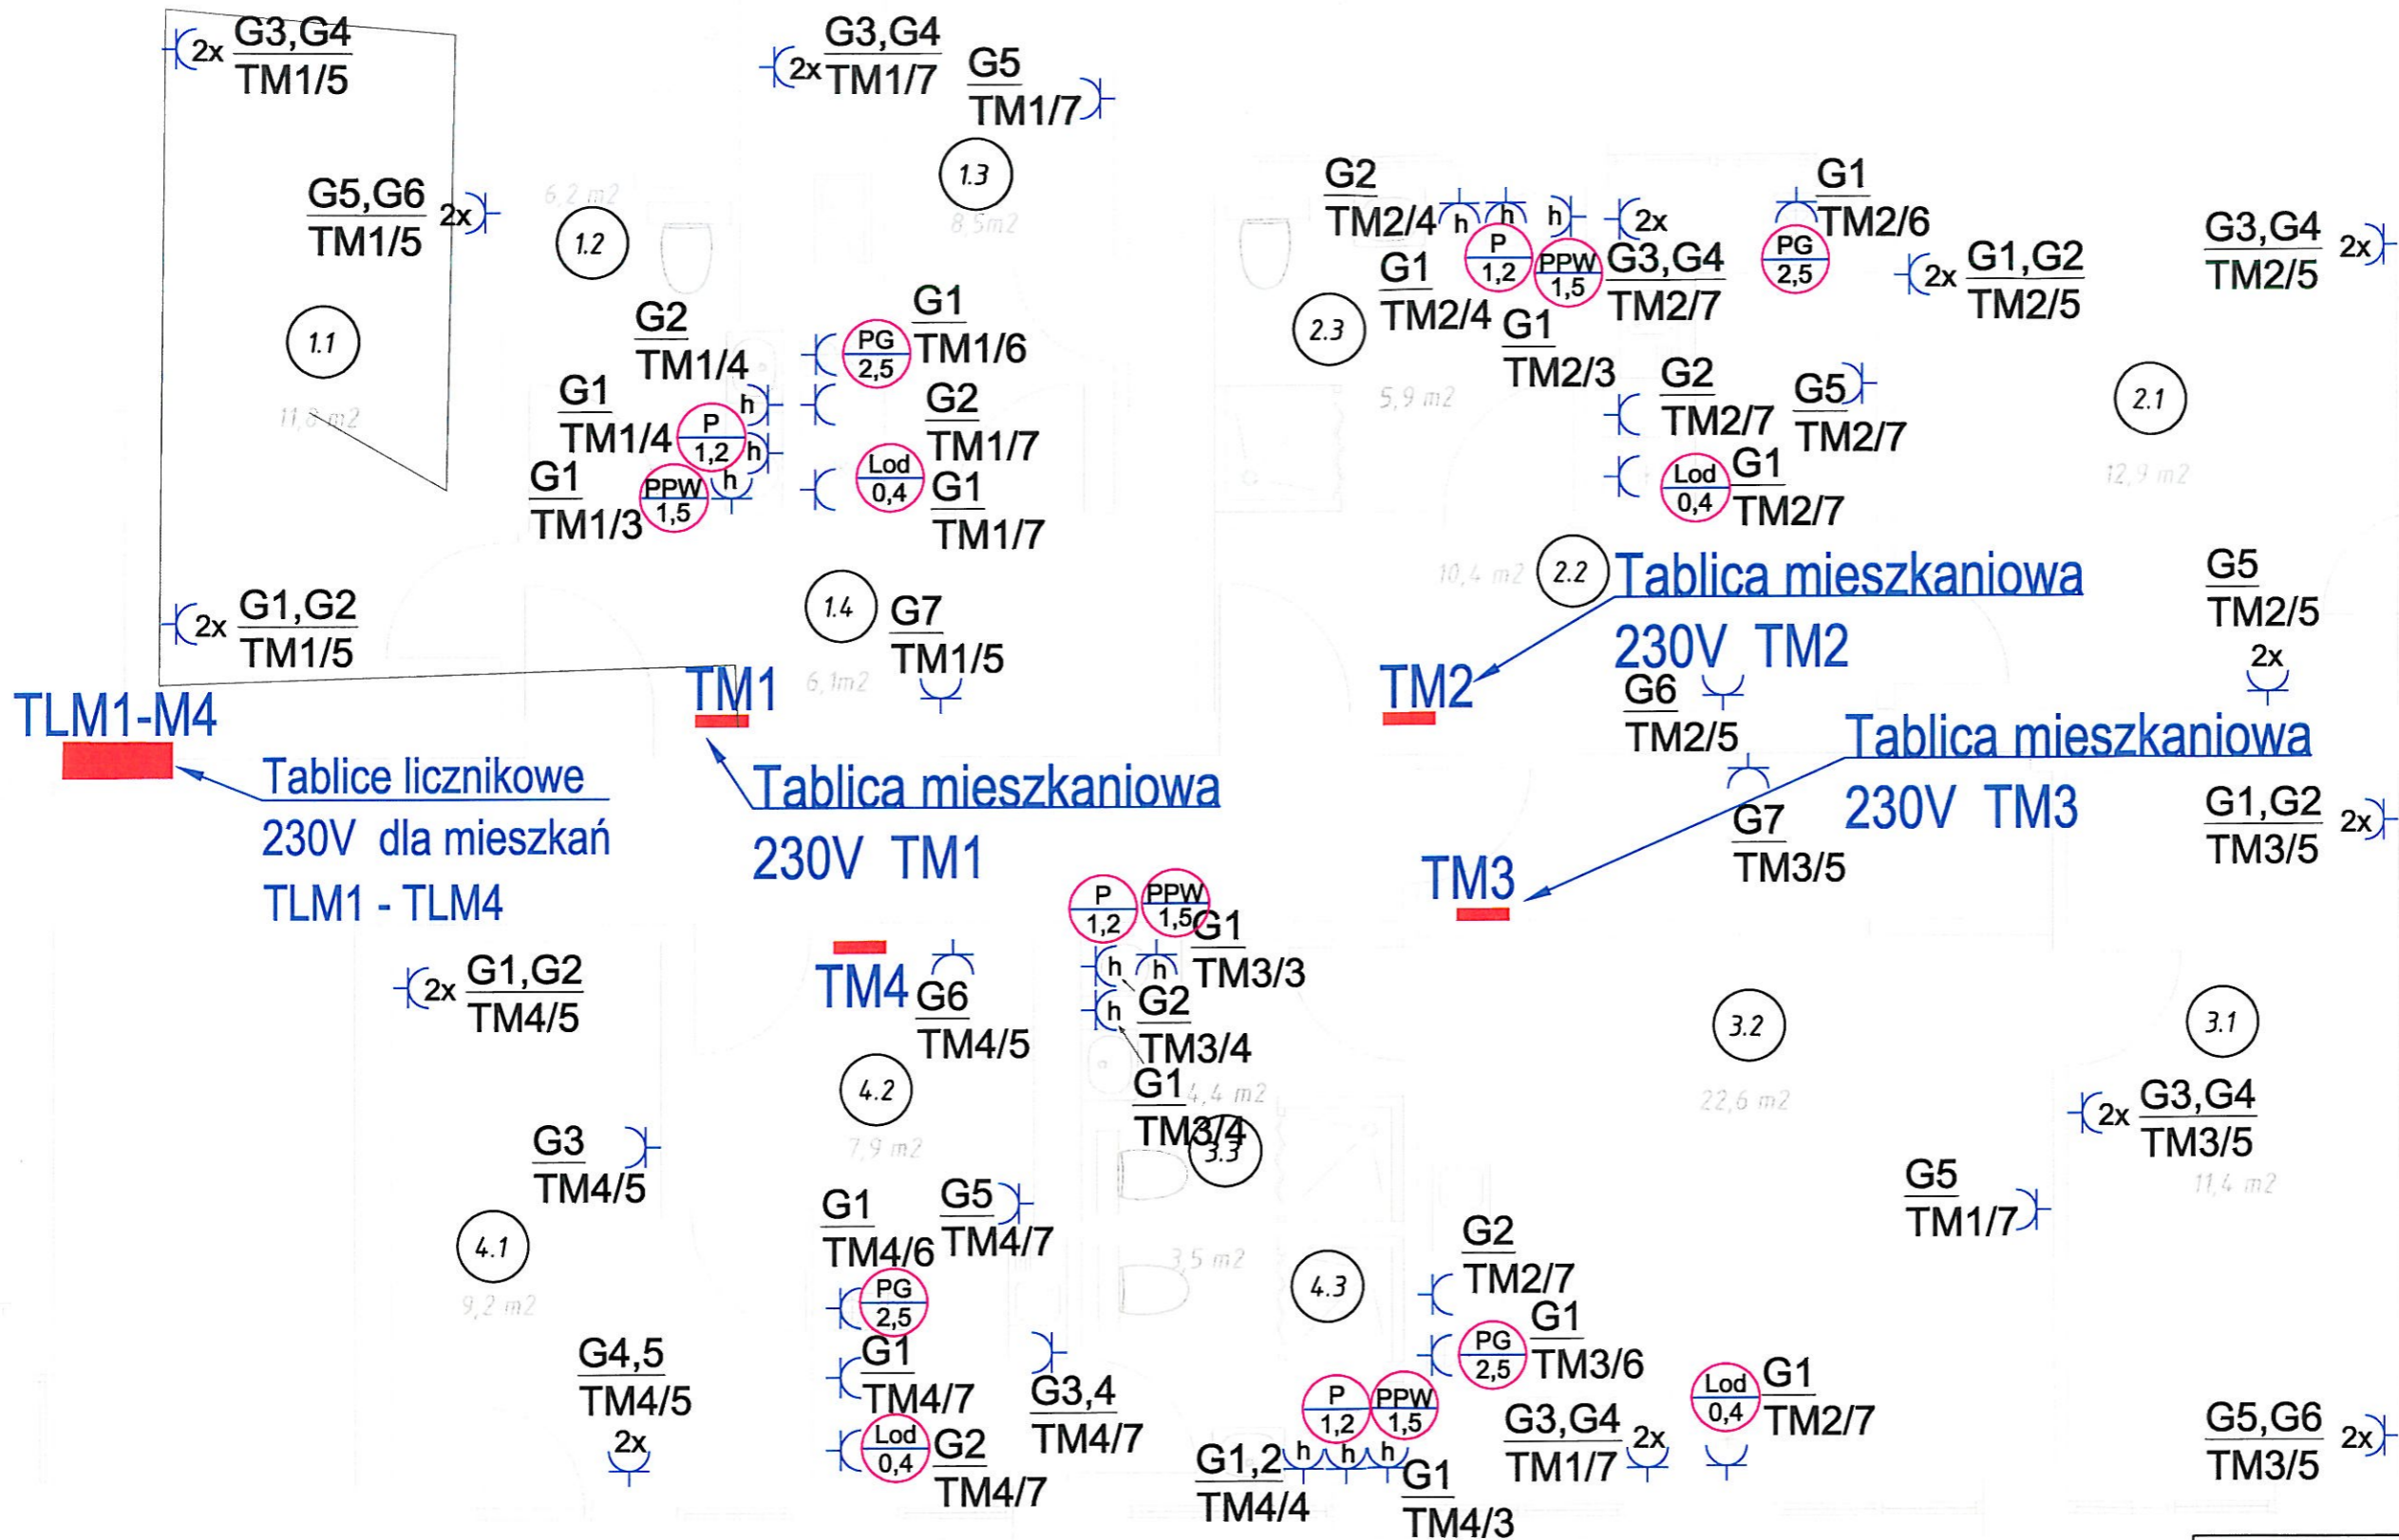 2x G3,G4
TM1/5
2x G3,G4
TM1/7
G5
TM1/7
1.3
8,5m2
G5,G6 2x
TM1/5
6,2 m2
1.2
1.1
11,8 m2
G2
TM1/4
G1
TM1/4
h
P
1,2
h
G1
TM1/3
PPW
1,5
h
PG
2,5
G1
TM1/6
G2
TM1/7
Lod
0,4
G1
TM1/7
2x G1,G2
TM1/5
1.4
6,1m2
G7
TM1/5
G2
TM2/4
h
h
h
2x
G1
TM2/6
P
1,2
PPW
1,5
G3,G4
TM2/7
PG
2,5
G1
TM2/4
G1
TM2/3
2x G1,G2
TM2/5
G3,G4 2x
TM2/5
2.3
5,9 m2
G2
TM2/7
G5
TM2/7
2.1
12,9 m2
Lod
0,4
G1
TM2/7
10,4 m2
2.2
Tablica mieszkaniowa
230V TM2
TM2
G5
TM2/5
2x
G6
TM2/5
TLM1-M4
Tablice licznikowe
230V dla mieszkań
TLM1 - TLM4
TM1
Tablica mieszkaniowa
230V TM1
Tablica mieszkaniowa
230V TM3
TM3
G7
TM3/5
G1,G2 2x
TM3/5
2x G1,G2
TM4/5
TM4
G6
TM4/5
P
1,2
PPW
1,5
G1
TM3/3
h
h
G2
TM3/4
h
G1
TM3/4
4,4 m2
3.3
4.2
7,9 m2
3.2
22,6 m2
3.1
2x G3,G4
TM3/5
11,4 m2
G3
TM4/5
4.1
9,2 m2
G1
TM4/6
G5
TM4/7
3,5 m2
4.3
G2
TM2/7
G5
TM1/7
PG
2,5
G1
TM4/7
G3,4
TM4/7
PG
2,5
G1
TM3/6
G4,5
TM4/5
2x
Lod
0,4
G2
TM4/7
P
1,2
PPW
1,5
G1,2
TM4/4
h
h
h
G1
TM4/3
G3,G4 2x
TM1/7
Lod
0,4
G1
TM2/7
G5,G6 2x
TM3/5